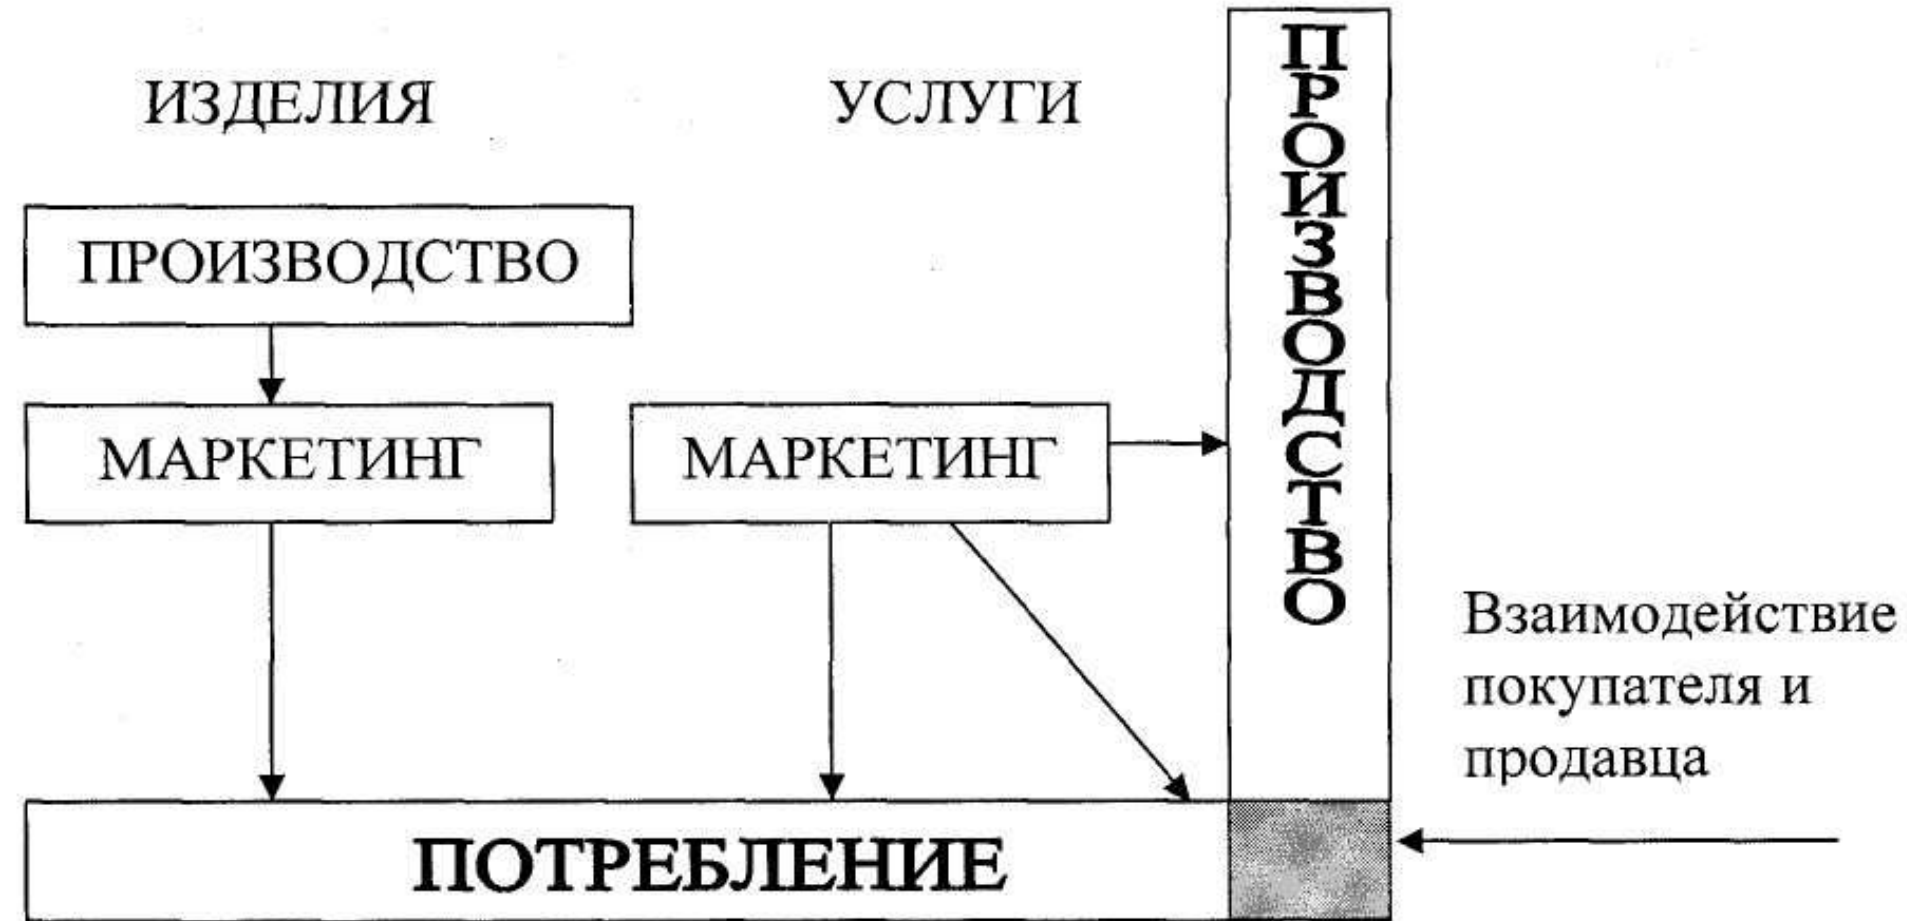 ИЗДЕЛИЯ
УСЛУГИ
ПРОИЗВОДСТВО
ПРОИЗВОДСТВО
МАРКЕТИНГ
МАРКЕТИНГ
Взаимодействие
покупателя и
продавца
ПОТРЕБЛЕНИЕ